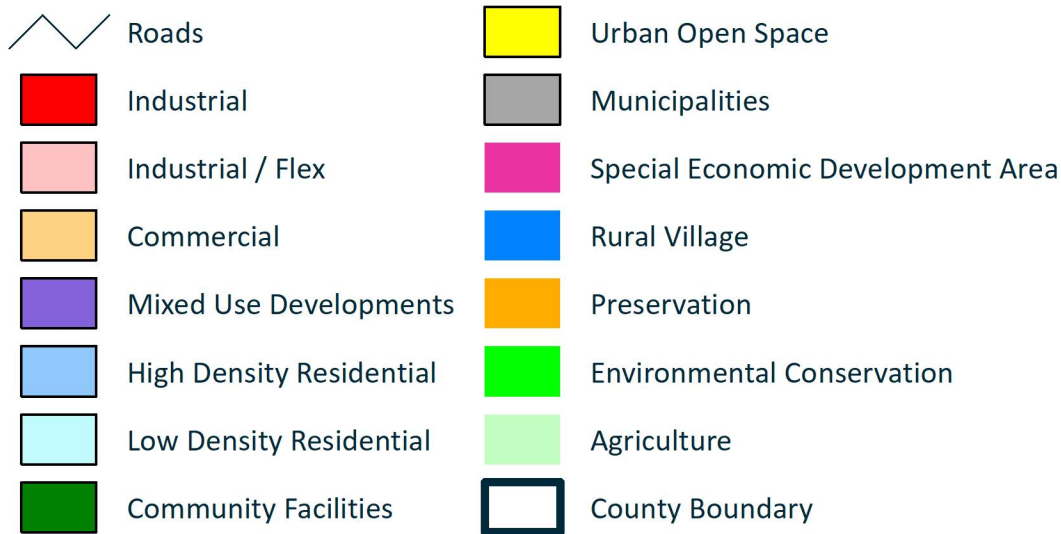 Roads
Industrial
Industrial / Flex
Commercial
Mixed Use Developments
High Density Residential
Low Density Residential
Community Facilities
Urban Open Space
Municipalities
Special Economic Development Area
Rural Village
Preservation
Environmental Conservation
Agriculture
County Boundary